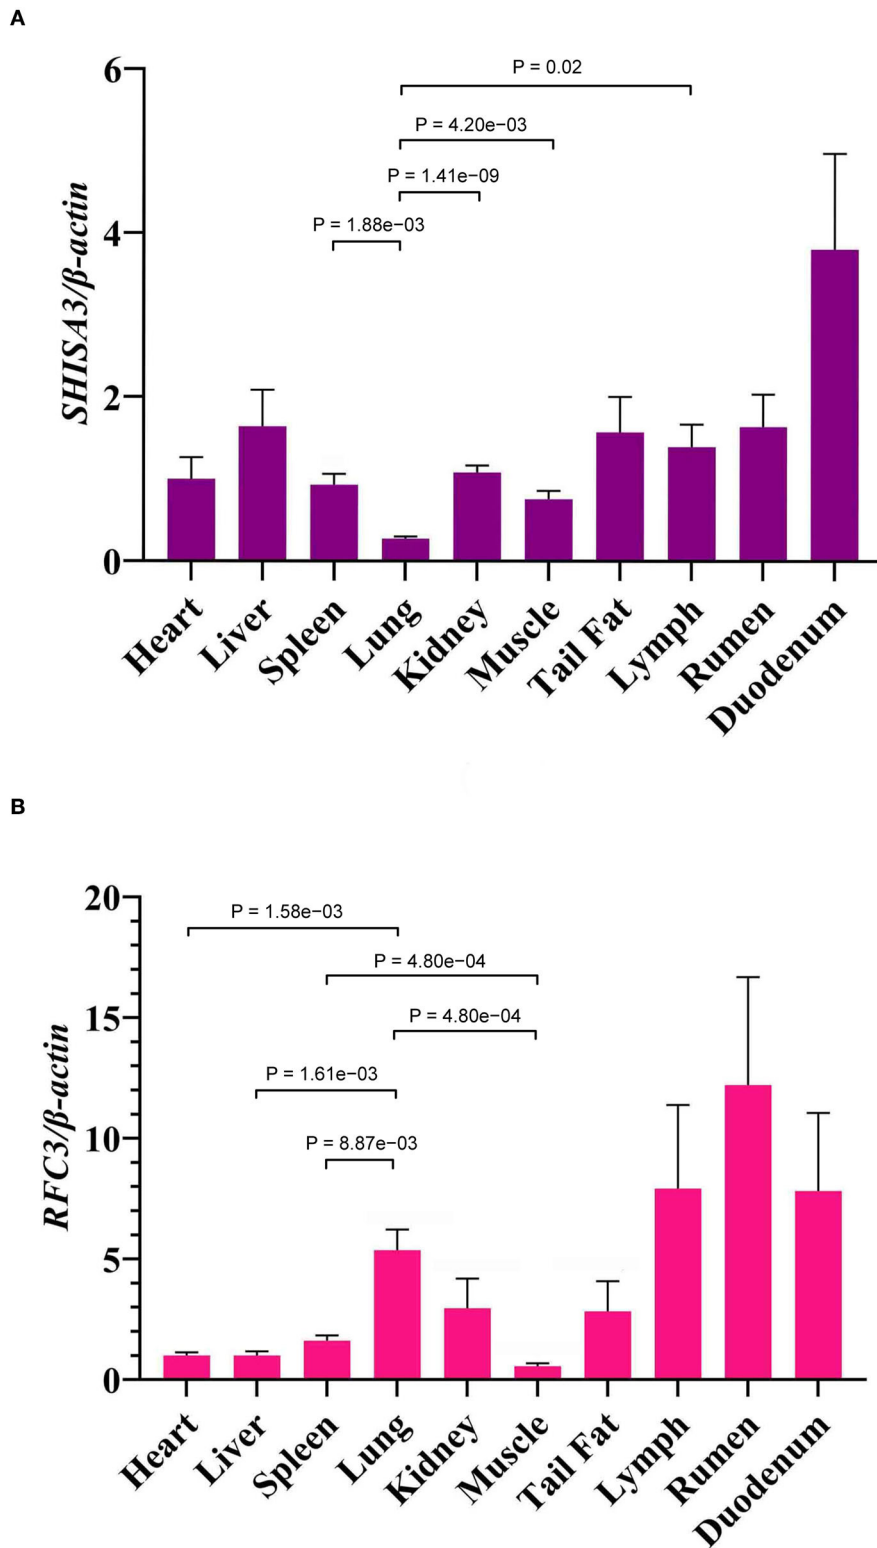 A
6
P = 0.02
P = 4.20e−03
P = 1.41e−09
P = 1.88e−03
4
SHISA3/β-actin
2
0
Heart
Liver
Spleen
Lung
Kidney
Muscle
Tail Fat
Lymph
Rumen
Duodenum
B
20
P = 1.58e−03
P = 4.80e−04
P = 4.80e−04
15
P = 1.61e−03
P = 8.87e−03
10
RFC3/β-actin
5
0
Heart
Liver
Spleen
Lung
Kidney
Muscle
Tail Fat
Lymph
Rumen
Duodenum